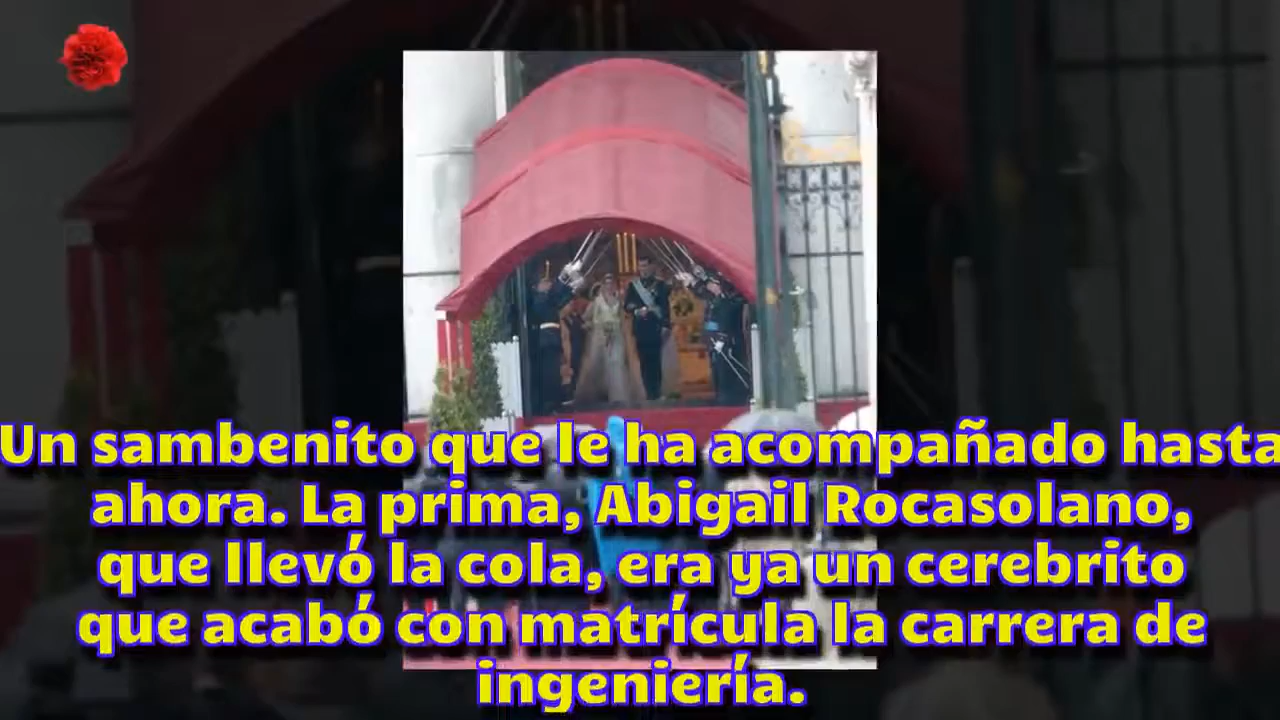 Un sambenito que le ha acompañado hasta
ahora. La prima, Abigail Rocasolano,
que llevó la cola, era ya un cerebrito
que acabó con matrícula la carrera de
ingeniería.